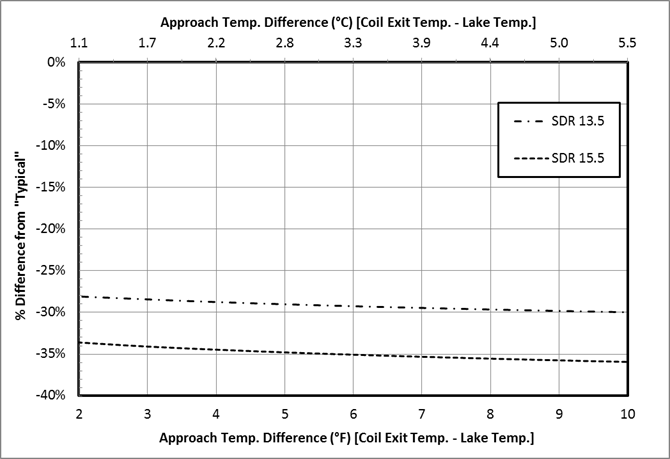 Approach Temp. Difference (°C) [Coil Exit Temp. - Lake Temp.]
1.1 1.7 2.2 2.8 3.3 3.9 4.4 5.0 5.5
0%
-5%
-10%
-15%
-20%
-25%
-30%
-35%
-40%
% Difference from "Typical"
SDR 13.5
SDR 15.5
2 3 4 5 6 7 8 9 10
Approach Temp. Difference (°F) [Coil Exit Temp. - Lake Temp.]